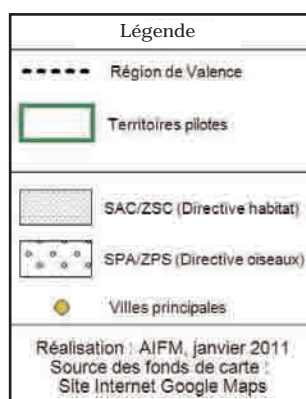 Légende
Région de Valence
Territoires pilotes
SAC/ZSC (Directive habitat)
SPA/ZPS (Directive oiseaux)
Villes principales
Réalisation : AIFM, janvier 2011
Source des fonds de carte :
Site Internet Google Maps